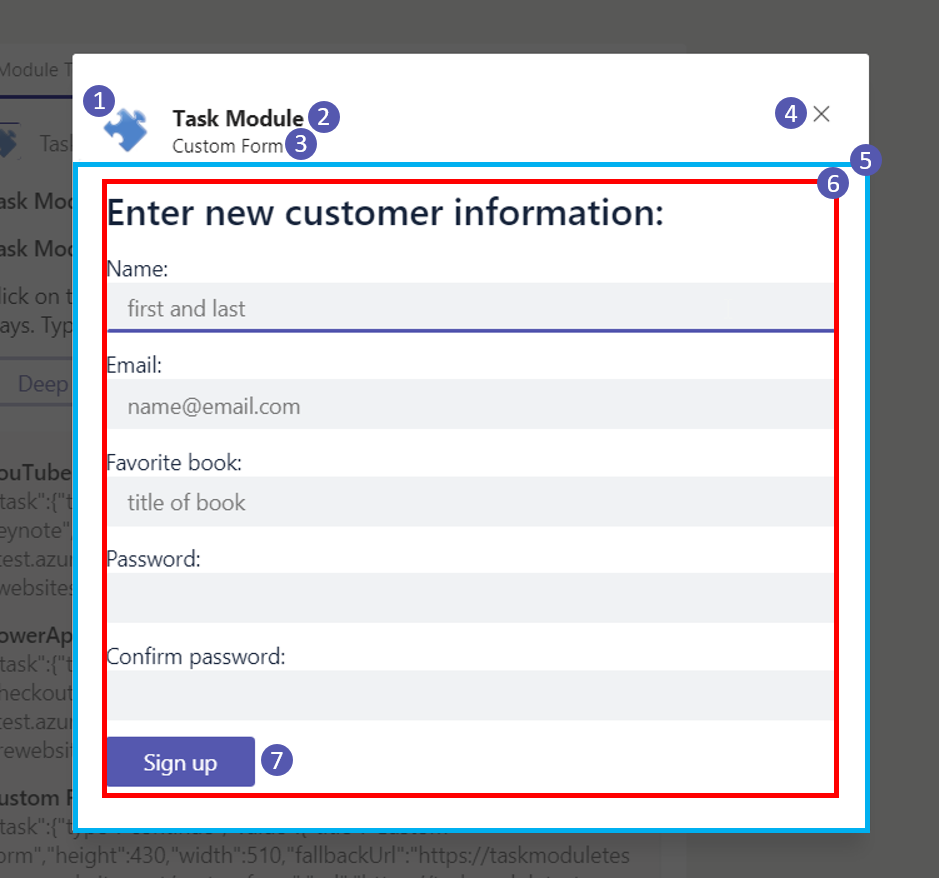 Module T
1
Task Module 2
4
Custom Form 3
Task
5
6
ask Mod
Enter new customer information:
ask Mod
Name:
lick on t
first and last
ays. Typ
Email:
Deep
name@email.com
Favorite book:
ouTube
task":{"t
title of book
eynote",
Password:
test.azur
websites
owerAp
Confirm password:
task":{"t
heckout
test.azur
rewebsit
Sign up 7
ustom F
task":{"
orm","height":430,"width":510,"fallbackUrl":"https://taskmoduletes